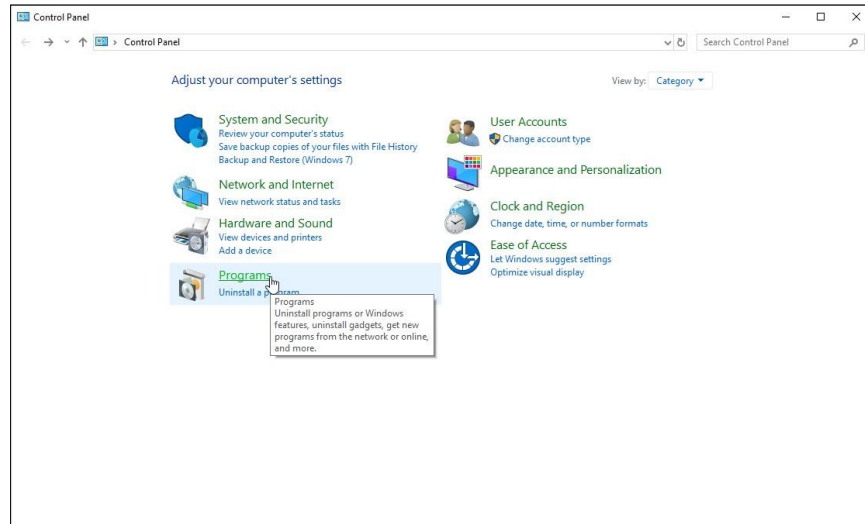 Control Panel
Control Panel
Search Control Panel
Adjust your computer's settings
View by: Category
System and Security
Review your computer's status
Save backup copies of your files with File History
Backup and Restore (Windows 7)
Network and Internet
View network status and tasks
Hardware and Sound
View devices and printers
Add a device
Programs
Uninstall a program
Programs
Uninstall programs or Windows
features, uninstall gadgets, get new
programs from the network or online,
and more.
User Accounts
Change account type
Appearance and Personalization
Clock and Region
Change date, time, or number formats
Ease of Access
Let Windows suggest settings
Optimize visual display